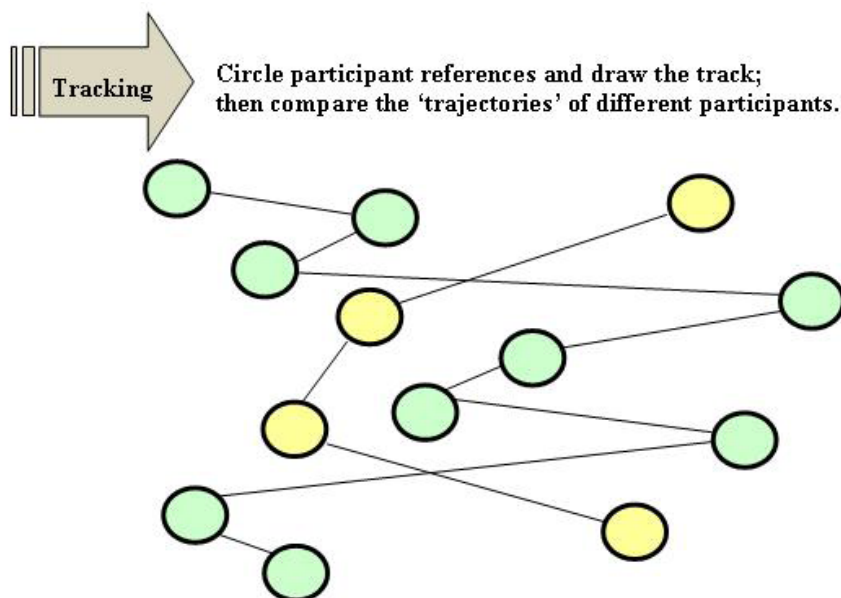 Tracking
Circle participant references and draw the track;
then compare the ‘trajectories’ of different participants.